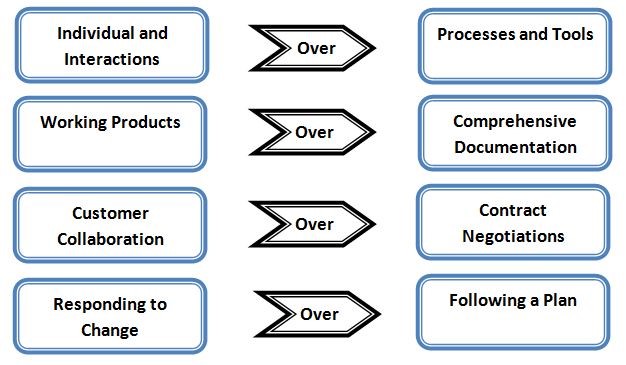 Individual and
Interactions
Over
Processes and Tools
Working Products
Over
Comprehensive
Documentation
Customer
Collaboration
Over
Contract
Negotiations
Responding to
Change
Over
Following a Plan